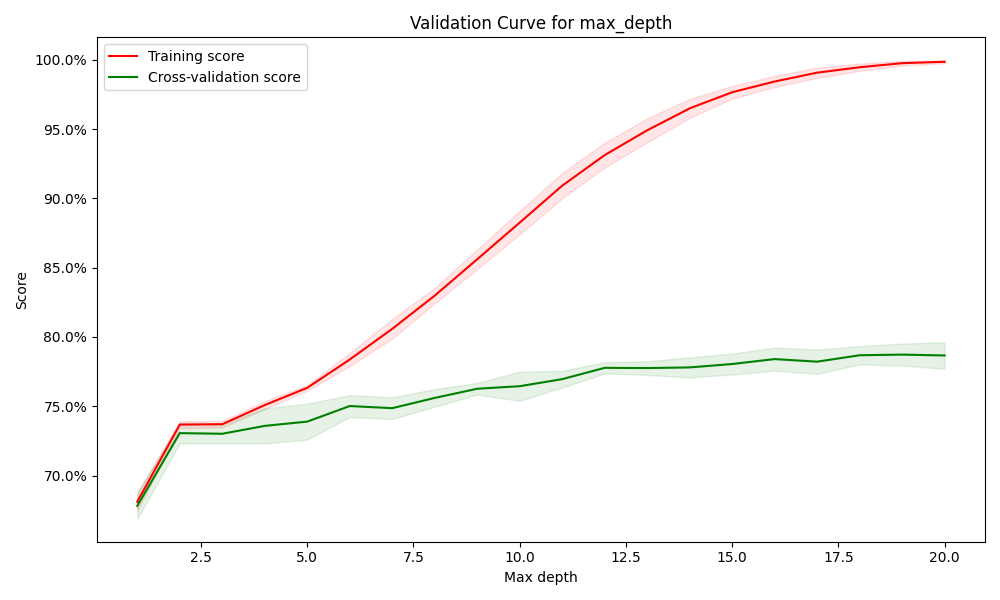 Validation Curve for max_depth
Training score
Cross-validation score
100.0%
95.0%
90.0%
85.0%
80.0%
75.0%
70.0%
Score
2.5 5.0 7.5 10.0 12.5 15.0 17.5 20.0
Max depth